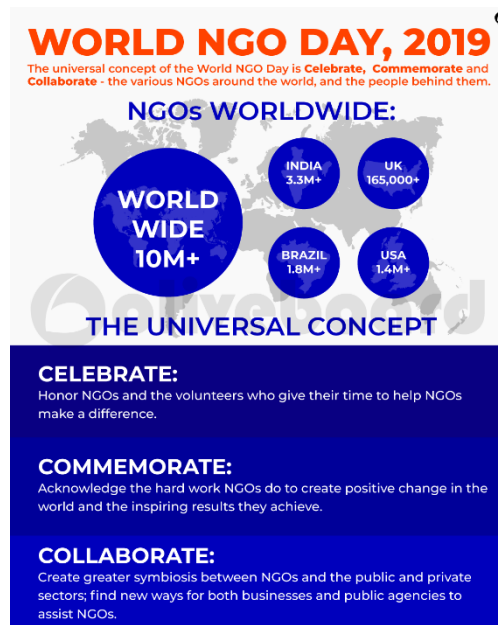 WORLD NGO DAY, 2019
The universal concept of the World NGO Day is Celebrate, Commemorate and
Collaborate - the various NGOs around the world, and the people behind them.
NGOs WORLDWIDE:
WORLD
WIDE
10M+
INDIA
3.3M+
UK
165,000+
BRAZIL
1.8M+
USA
1.4M+
oliveboard
THE UNIVERSAL CONCEPT
CELEBRATE:
Honor NGOs and the volunteers who give their time to help NGOs
make a difference.
COMMEMORATE:
Acknowledge the hard work NGOs do to create positive change in the
world and the inspiring results they achieve.
COLLABORATE:
Create greater symbiosis between NGOs and the public and private
sectors; find new ways for both businesses and public agencies to
assist NGOs.